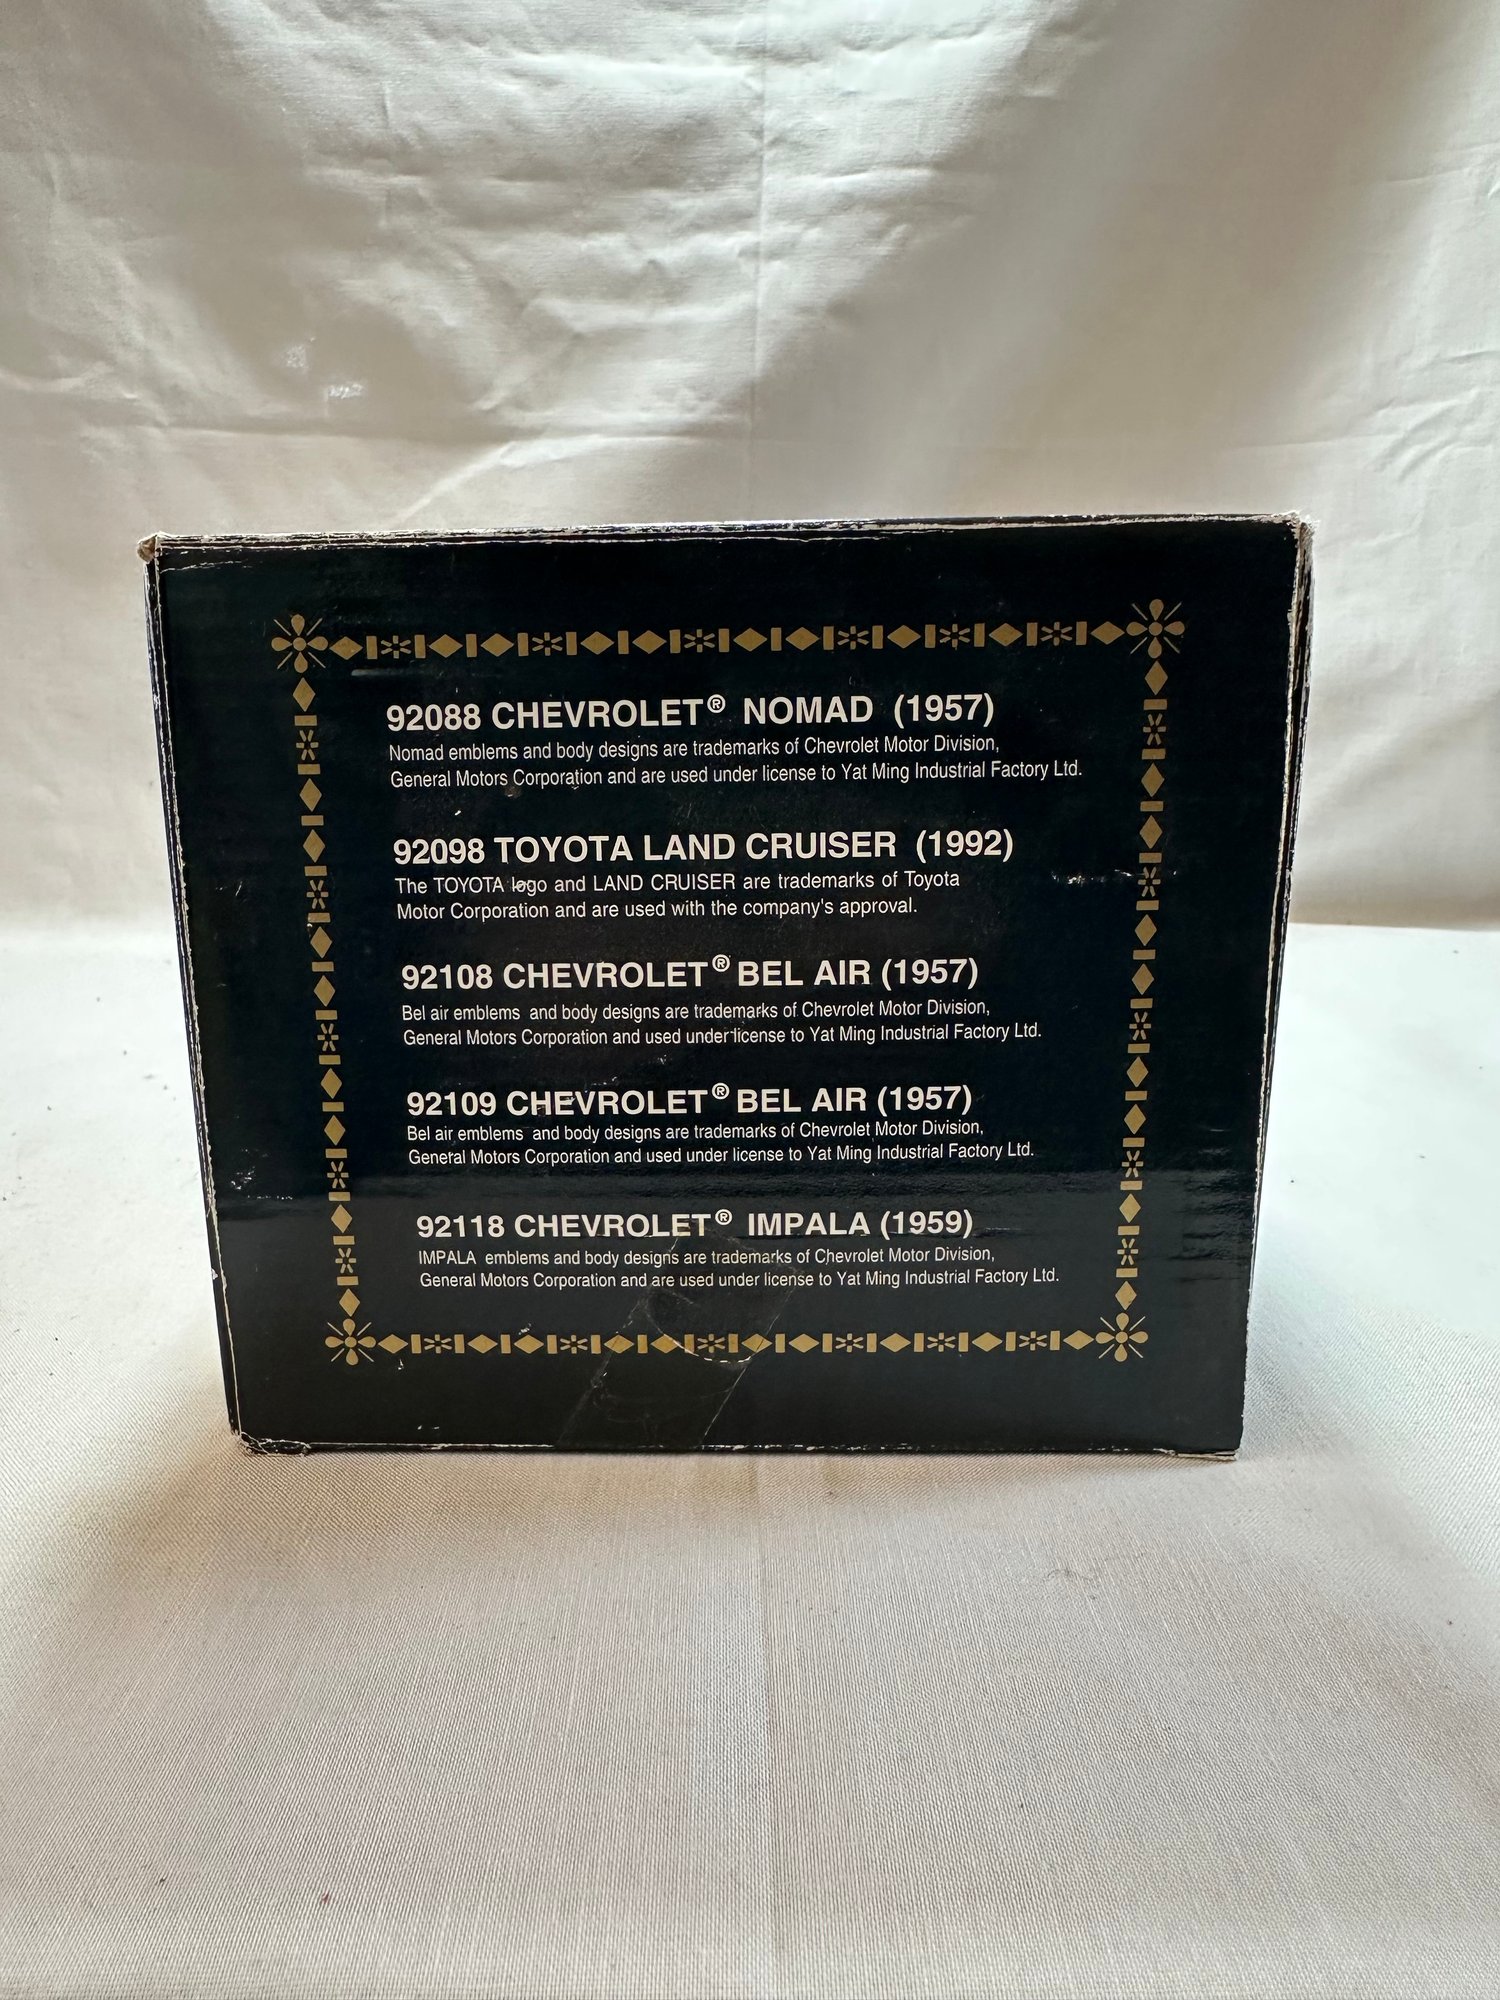 92088 CHEVROLET® NOMAD (1957)
Nomad emblems and body designs are trademarks of Chevrolet Motor Division,
General Motors Corporation and are used under license to Yat Ming Industrial Factory Ltd.
92098 TOYOTA LAND CRUISER (1992)
The TOYOTA logo and LAND CRUISER are trademarks of Toyota
Motor Corporation and are used with the company's approval.
92108 CHEVROLET® BEL AIR (1957)
Bel air emblems and body designs are trademarks of Chevrolet Motor Division,
General Motors Corporation and used under license to Yat Ming Industrial Factory Ltd.
92109 CHEVROLET® BEL AIR (1957)
Bel air emblems and body designs are trademarks of Chevrolet Motor Division,
General Motors Corporation and used under license to Yat Ming Industrial Factory Ltd.
92118 CHEVROLET® IMPALA (1959)
IMPALA emblems and body designs are trademarks of Chevrolet Motor Division,
General Motors Corporation and are used under license to Yat Ming Industrial Factory Ltd.